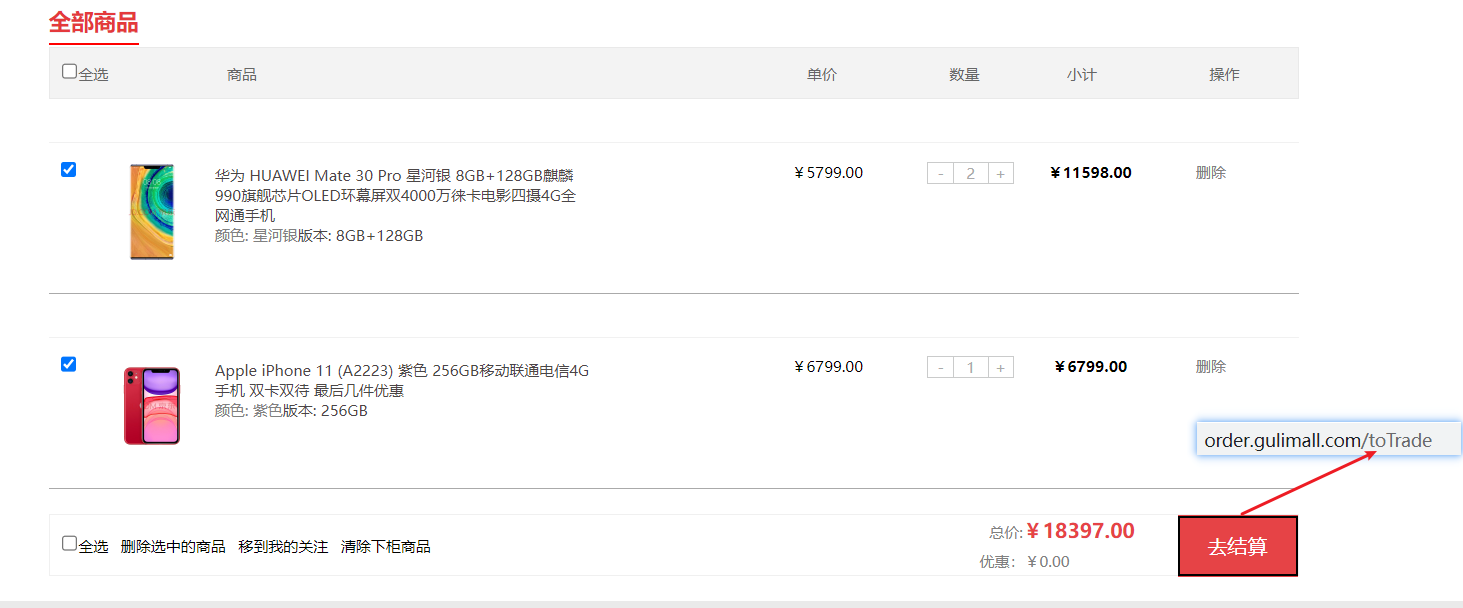 全部商品
全选 商品 单价 数量 小计 操作
华为 HUAWEI Mate 30 Pro 星河银 8GB+128GB麒麟 ¥5799.00 - 2 + ¥11598.00 删除
990旗舰芯片OLED环幕屏双4000万徕卡电影四摄4G全
网通手机
颜色: 星河银版本: 8GB+128GB
Apple iPhone 11 (A2223) 紫色 256GB移动联通电信4G ¥6799.00 - 1 + ¥6799.00 删除
手机 双卡双待 最后几件优惠
颜色: 紫色版本: 256GB
order.gulimall.com/toTrade
全选 删除选中的商品 移到我的关注 清除下柜商品 总价: ¥18397.00 去结算
优惠: ¥0.00